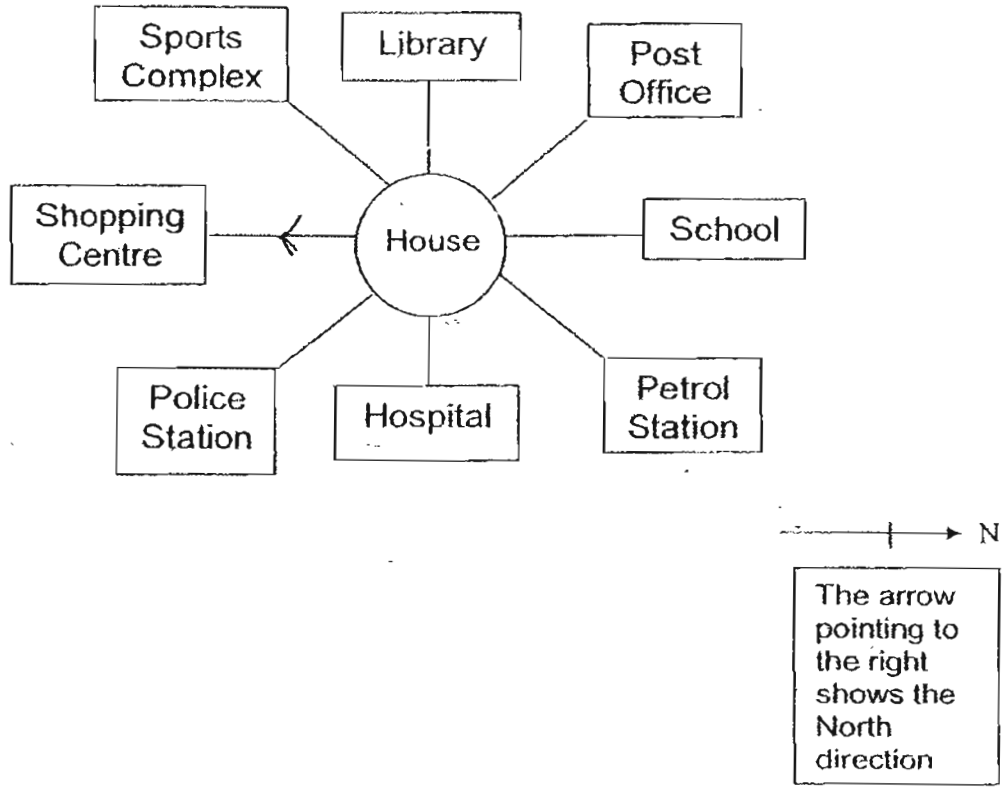 Sports
Complex
Library
Post
Office
Shopping
Centre
House
School
Police
Station
Hospital
Petrol
Station
N
The arrow
pointing to
the right
shows the
North
direction